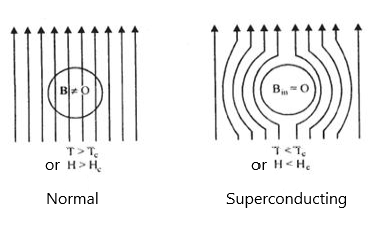 B ≠ O
B_in = O
T > T_c
or H > H_c
T < T_c
or H < H_c
Normal
Superconducting